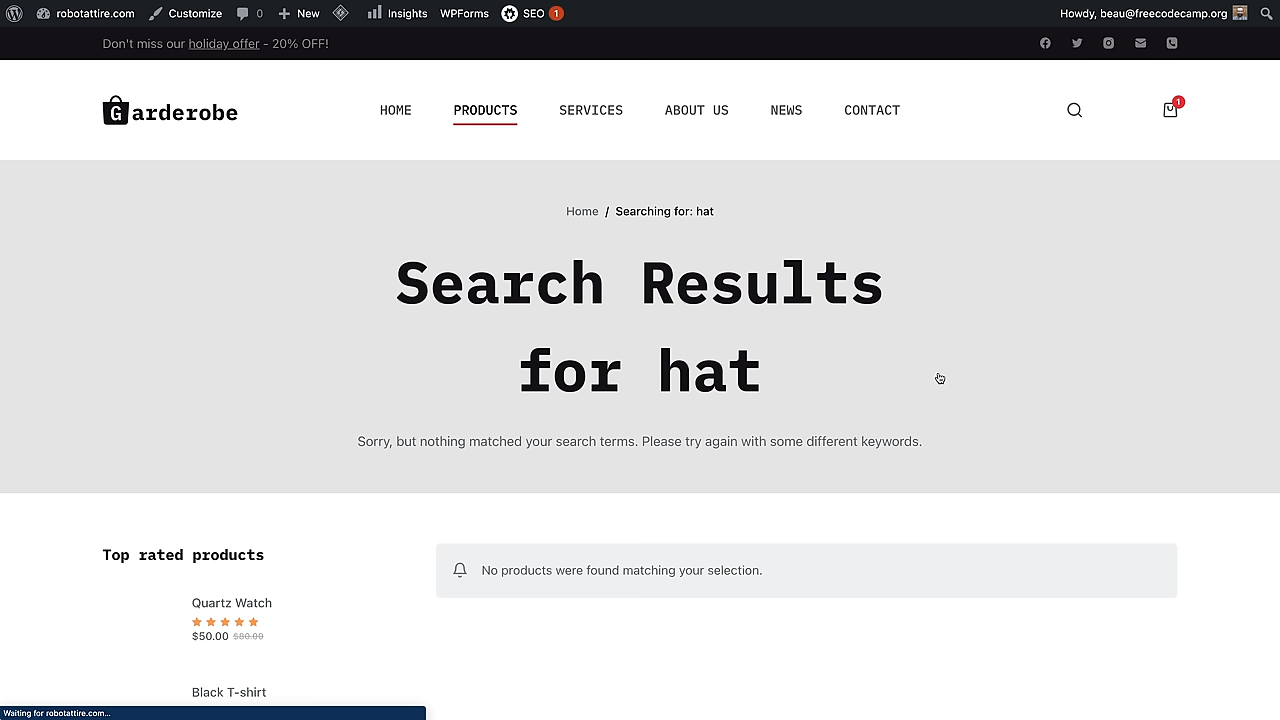 robotattire.com Customize 0 New Insights WPForms SEO 1 Howdy, beau@freecodecamp.org
Don't miss our holiday offer - 20% OFF!
Garderobe HOME PRODUCTS SERVICES ABOUT US NEWS CONTACT 1
Home / Searching for: hat
Search Results
for hat
Sorry, but nothing matched your search terms. Please try again with some different keywords.
Top rated products
No products were found matching your selection.
Quartz Watch
$50.00 $80.00
Black T-shirt
Waiting for robotattire.com...